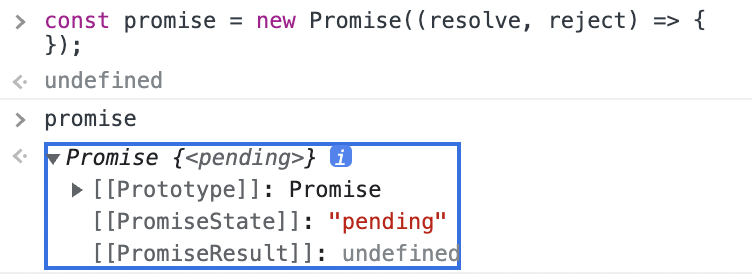 > const promise = new Promise((resolve, reject) => {
});
undefined
> promise
Promise {<pending>} i
[[Prototype]]: Promise
[[PromiseState]]: "pending"
[[PromiseResult]]: undefined